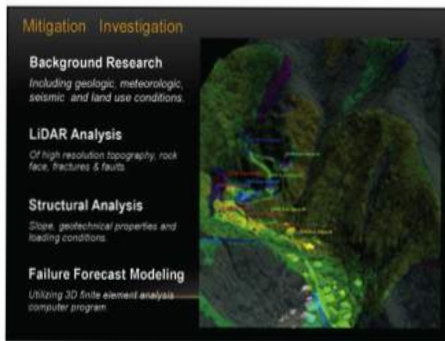 Mitigation Investigation
Background Research
Including geologic, meteorologic,
seismic and land use conditions.
LiDAR Analysis
Of high resolution topography, rock
face, fractures & faults
Structural Analysis
Slope, geotechnical properties and
loading conditions.
Failure Forecast Modeling
Utilizing 3D finite element analysis
computer program